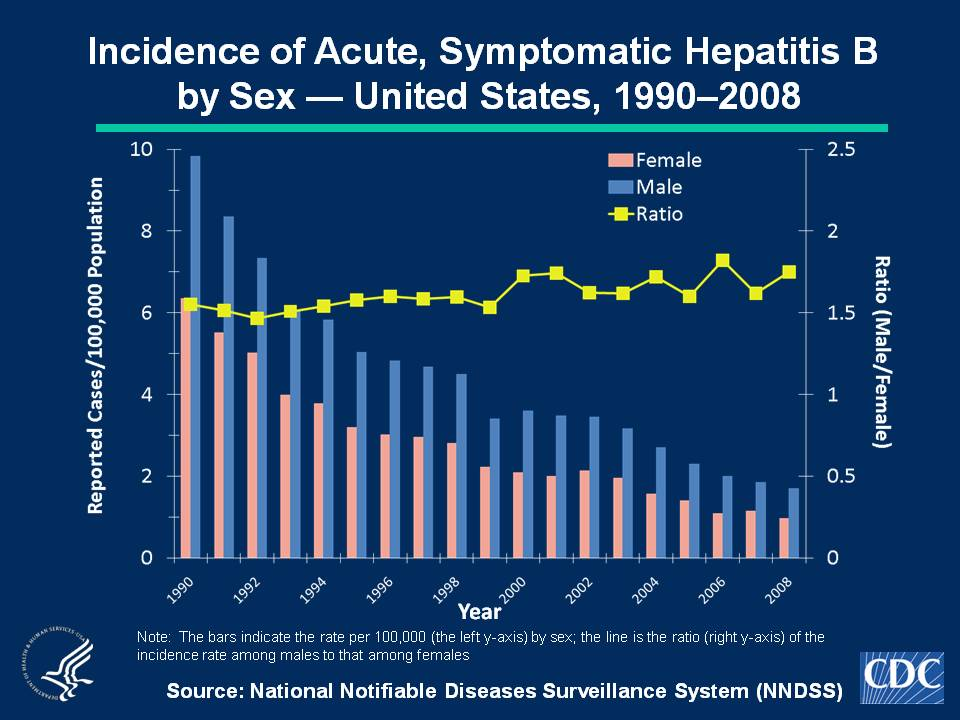 Incidence of Acute, Symptomatic Hepatitis B
by Sex — United States, 1990–2008
10
8
6
4
2
0
Reported Cases/100,000 Population
Female
Male
Ratio
2.5
2
1.5
1
0.5
0
Ratio (Male/Female)
1990
1992
1994
1996
1998
2000
2002
2004
2006
2008
Year
Note: The bars indicate the rate per 100,000 (the left y-axis) by sex; the line is the ratio (right y-axis) of the
incidence rate among males to that among females
Source: National Notifiable Diseases Surveillance System (NNDSS)
CDC